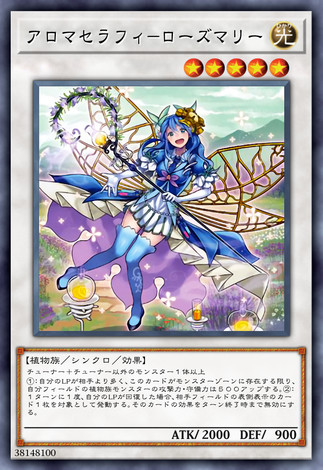 アロマセラフィーローズマリー
光
【植物族／シンクロ／効果】
チューナー＋チューナー以外のモンスター１体以上
①：自分のLPが相手より多く、このカードがモンスターゾーンに存在する限り、
自分フィールドの植物族モンスターの攻撃力・守備力は５００アップする。②：
１ターンに１度、自分のLPが回復した場合、相手フィールドの表側表示のカー
ド１枚を対象として発動する。そのカードの効果をターン終了時まで無効にす
る。
ATK/ 2000 DEF/ 900
38148100